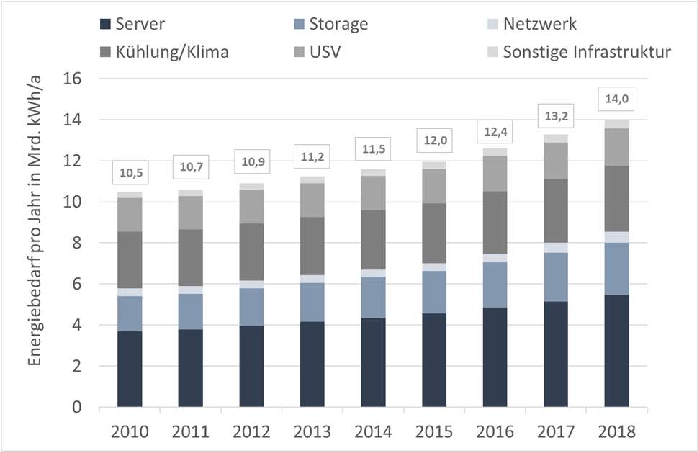 Server Storage Netzwerk
Kühlung/Klima USV Sonstige Infrastruktur
Energiebedarf pro Jahr in Mrd. kWh/a
16
14
12
10
8
6
4
2
0
10,5 10,7 10,9 11,2 11,5 12,0 12,4 13,2 14,0
2010 2011 2012 2013 2014 2015 2016 2017 2018